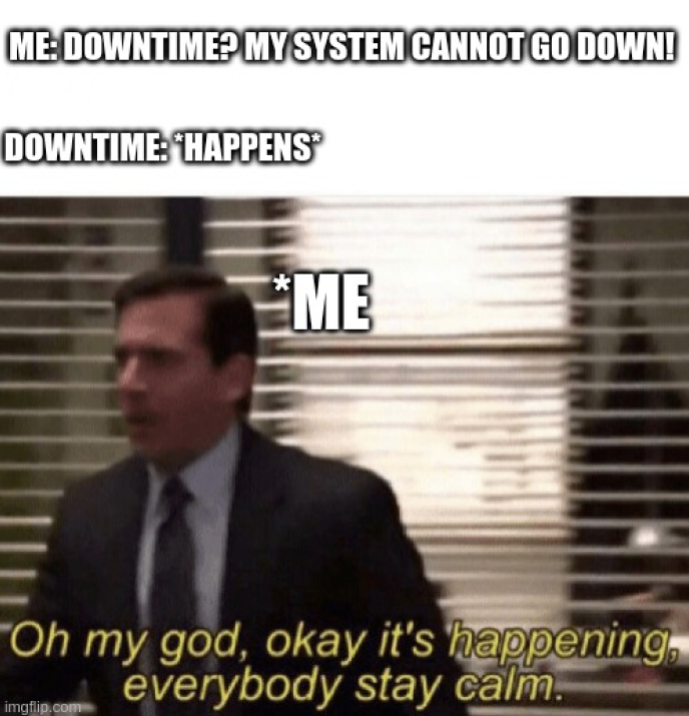 ME: DOWNTIME? MY SYSTEM CANNOT GO DOWN!
DOWNTIME: *HAPPENS*
*ME
Oh my god, okay it's happening,
everybody stay calm.
imgflip.com